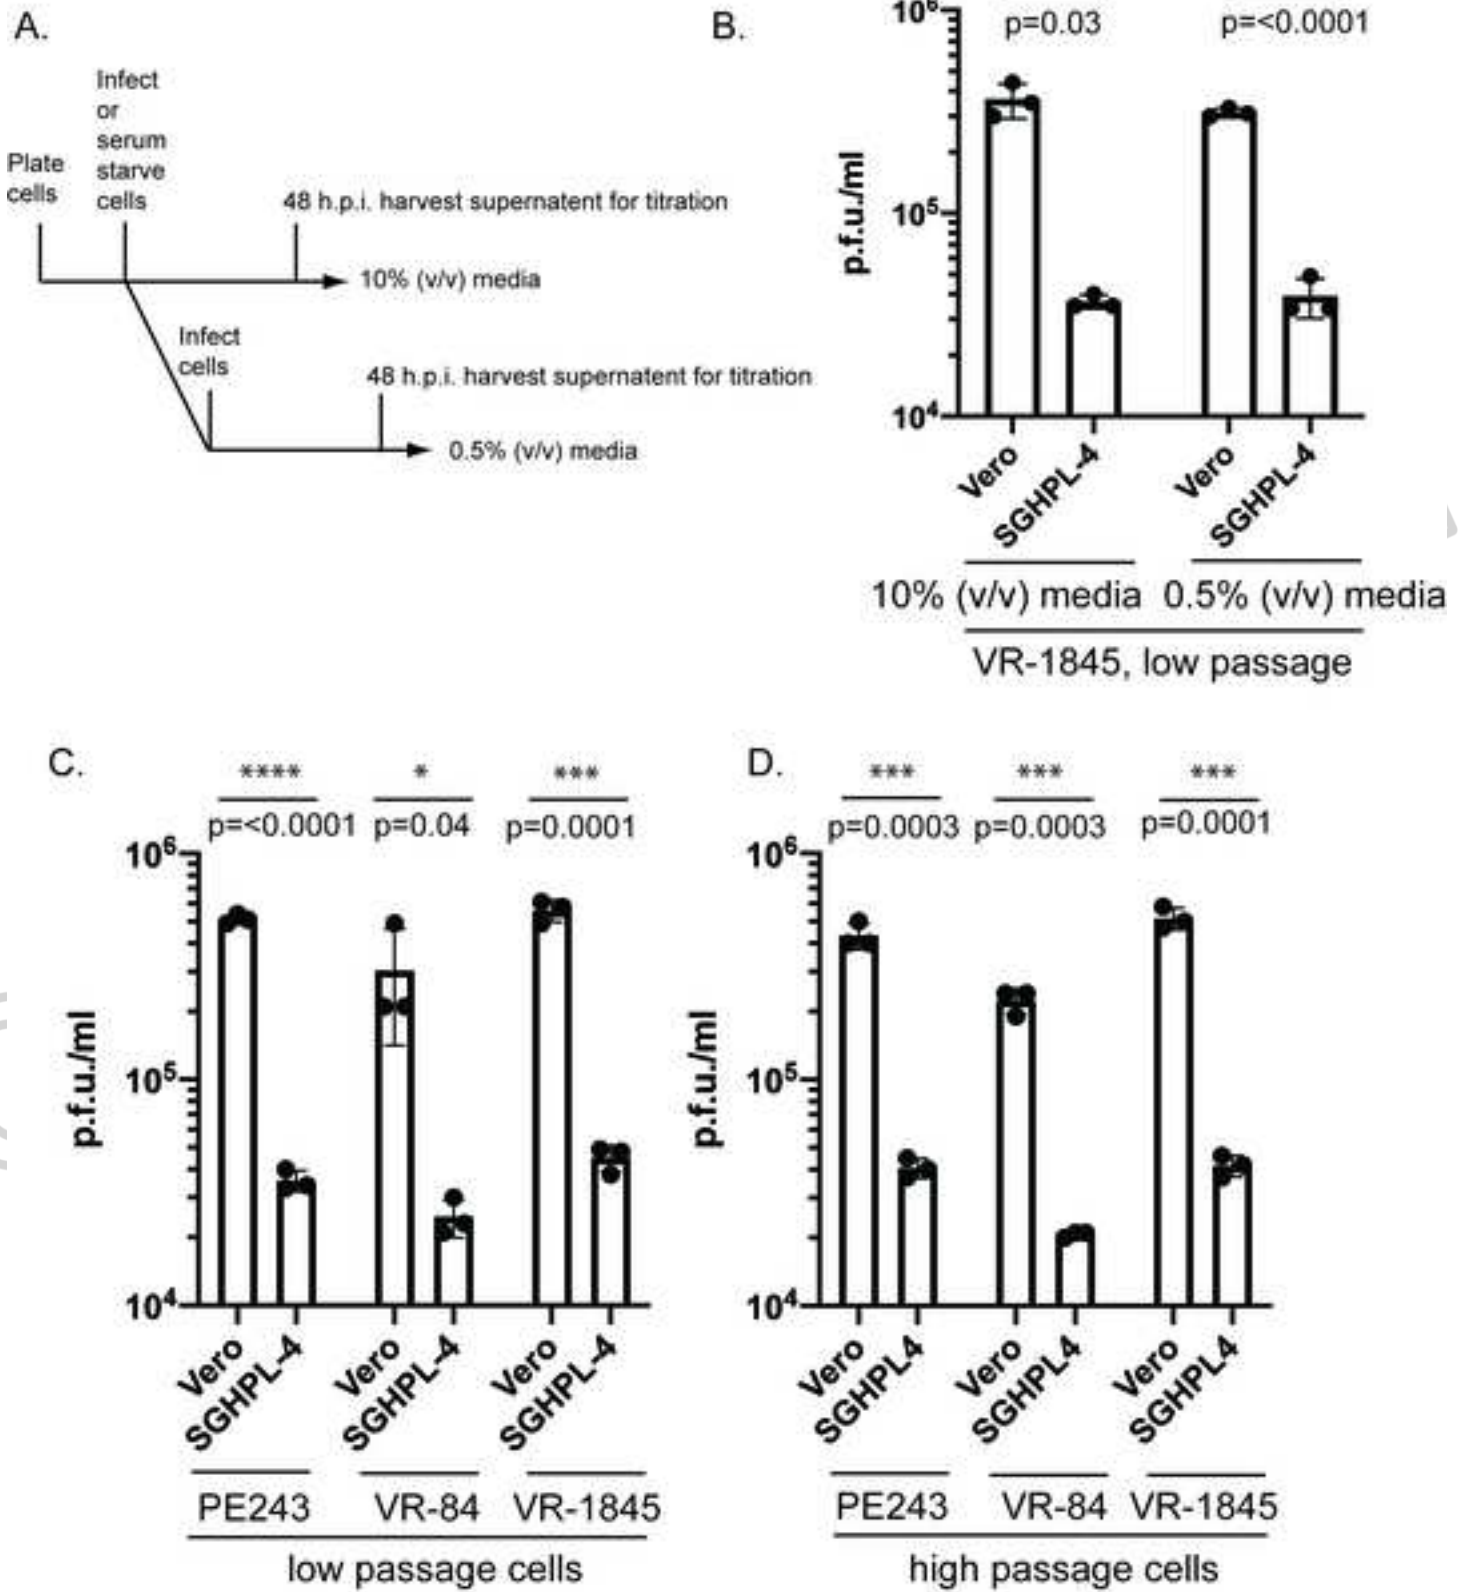 A.
Plate
cells
Infect
or
serum
starve
cells
48 h.p.i. harvest supernatent for titration
10% (v/v) media
Infect
cells
48 h.p.i. harvest supernatent for titration
0.5% (v/v) media
B.
p=0.03 p=<0.0001
p.f.u./ml
10⁶
10⁵
10⁴
Vero SGHPL-4 Vero SGHPL-4
10% (v/v) media 0.5% (v/v) media
VR-1845, low passage
C.
**** * ***
p=<0.0001 p=0.04 p=0.0001
p.f.u./ml
10⁶
10⁵
10⁴
Vero SGHPL-4 Vero SGHPL-4 Vero SGHPL-4
PE243 VR-84 VR-1845
low passage cells
D.
*** *** ***
p=0.0003 p=0.0003 p=0.0001
p.f.u./ml
10⁶
10⁵
10⁴
Vero SGHPL4 Vero SGHPL4 Vero SGHPL4
PE243 VR-84 VR-1845
high passage cells